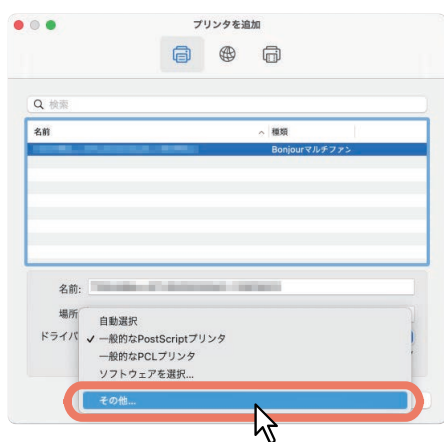 プリンタを追加
検索
名前 種類
Bonjourマルチファン
名前:
場所
ドライバ
自動選択
✓ 一般的なPostScriptプリンタ
一般的なPCLプリンタ
ソフトウェアを選択...
その他...